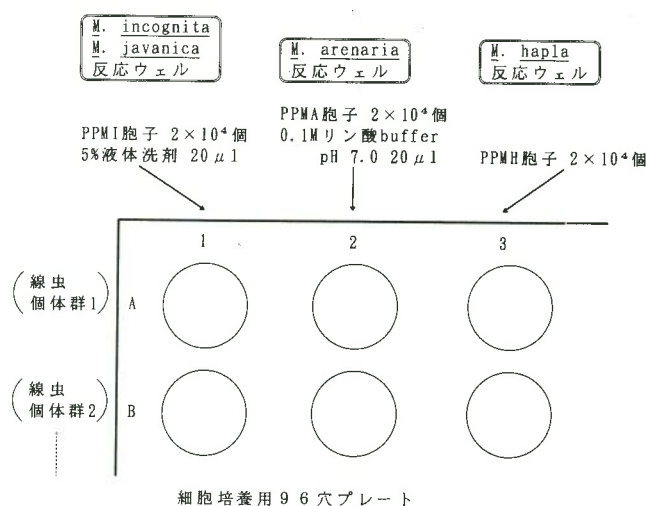 M. incognita
M. javanica
反応ウェル
M. arenaria
反応ウェル
M. hapla
反応ウェル
PPMI胞子 2×10⁴個
5%液体洗剤 20μl
PPMA胞子 2×10⁴個
0.1Mリン酸buffer
pH 7.0 20μl
PPMH胞子 2×10⁴個
1 2 3
(線虫
個体群1) A
(線虫
個体群2) B
細胞培養用96穴プレート